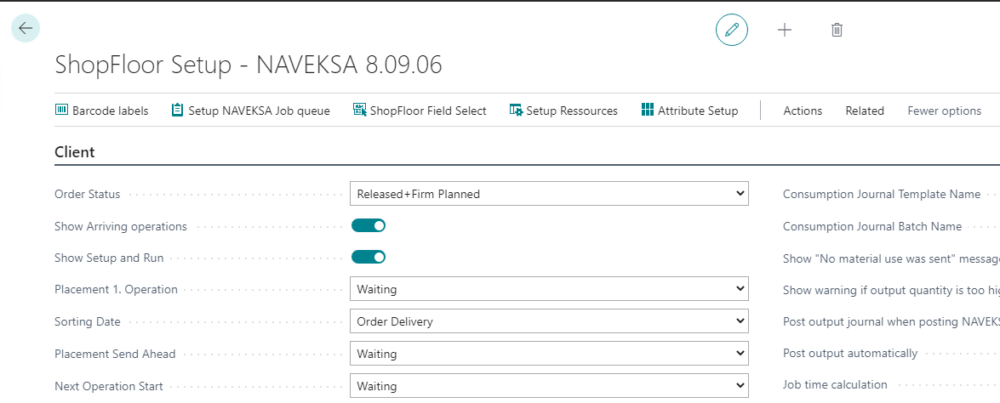 ShopFloor Setup - NAVEKSA 8.09.06
Barcode labels Setup NAVEKSA Job queue ShopFloor Field Select Setup Ressources Attribute Setup Actions Related Fewer options
Client
Order Status Released+Firm Planned Consumption Journal Template Name
Show Arriving operations Consumption Journal Batch Name
Show Setup and Run Show "No material use was sent" messag
Placement 1. Operation Waiting Show warning if output quantity is too hi
Sorting Date Order Delivery Post output journal when posting NAVEKS
Placement Send Ahead Waiting Post output automatically
Next Operation Start Waiting Job time calculation